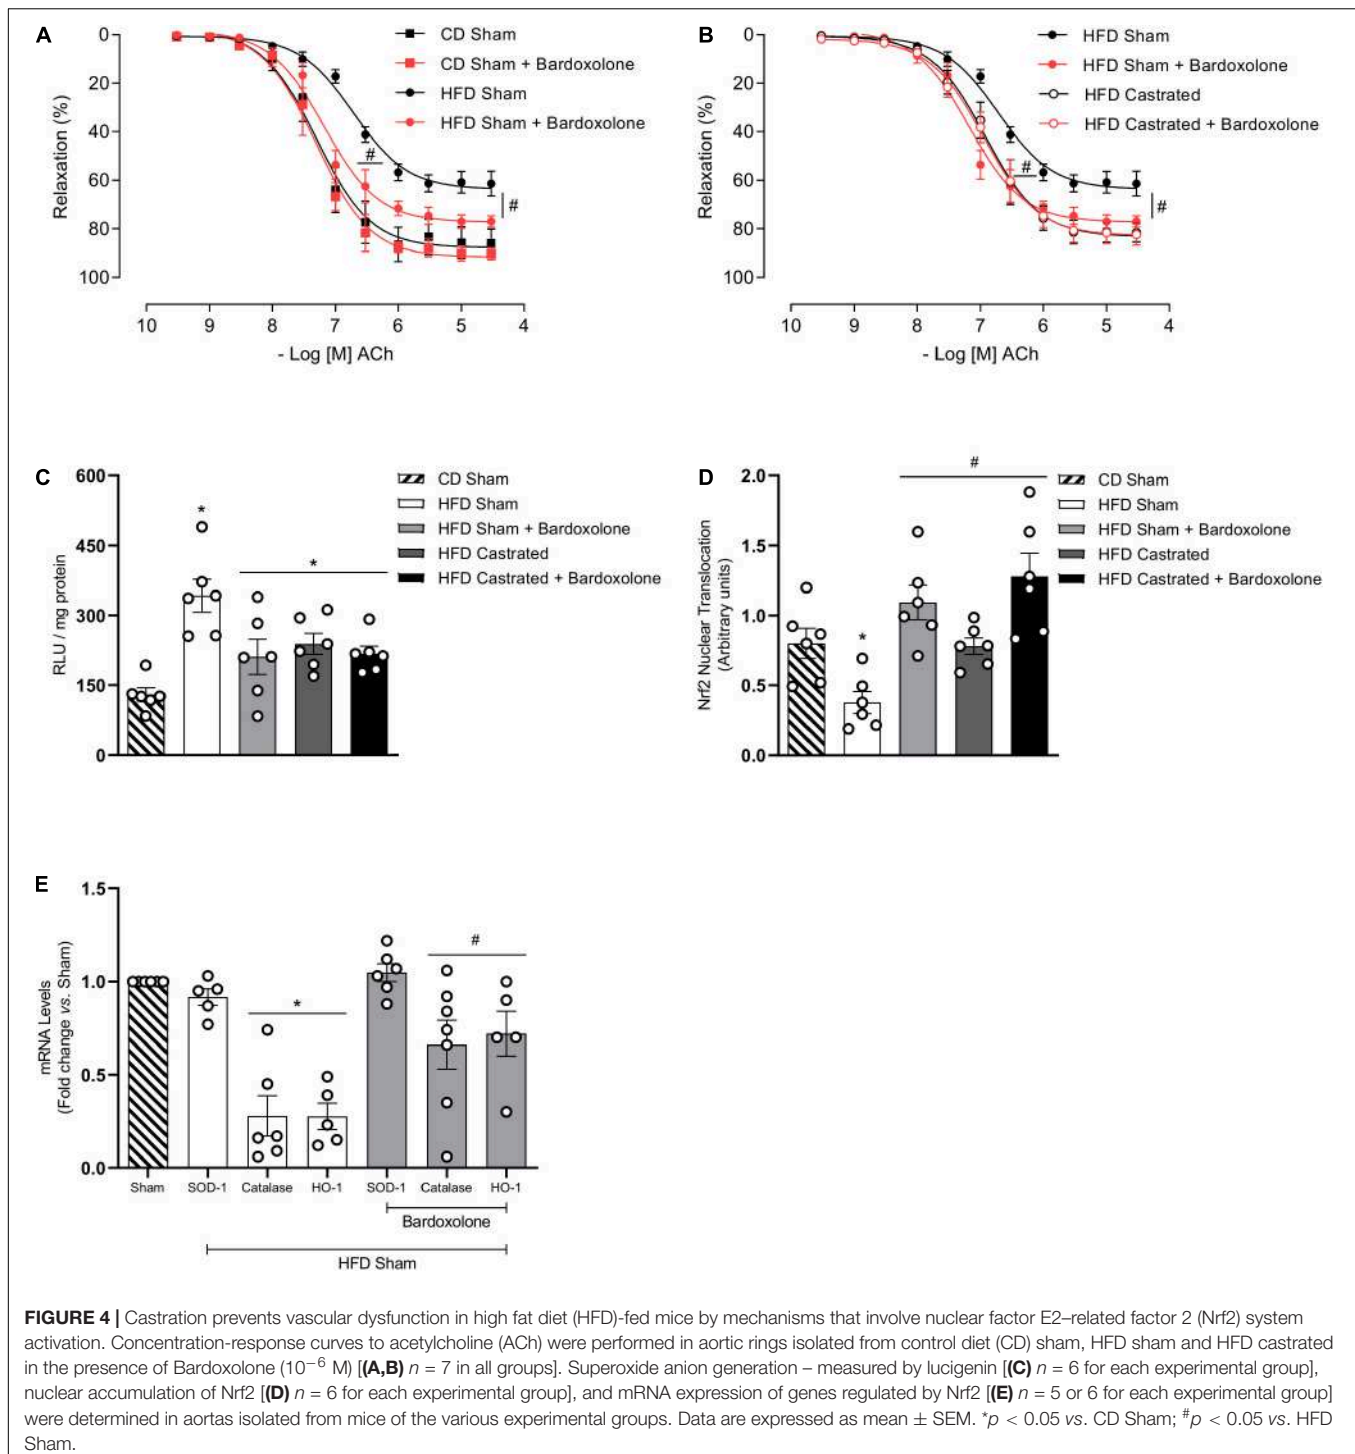 A
0
20
40
60
80
100
Relaxation (%)
10 9 8 7 6 5 4
- Log [M] ACh
CD Sham
CD Sham + Bardoxolone
HFD Sham
HFD Sham + Bardoxolone
#
#
B
0
20
40
60
80
100
Relaxation (%)
10 9 8 7 6 5 4
- Log [M] ACh
HFD Sham
HFD Sham + Bardoxolone
HFD Castrated
HFD Castrated + Bardoxolone
#
#
C
600
450
300
150
0
RLU / mg protein
*
*
CD Sham
HFD Sham
HFD Sham + Bardoxolone
HFD Castrated
HFD Castrated + Bardoxolone
D
2.0
1.5
1.0
0.5
0.0
Nrf2 Nuclear Translocation
(Arbitrary units)
*
#
CD Sham
HFD Sham
HFD Sham + Bardoxolone
HFD Castrated
HFD Castrated + Bardoxolone
E
1.5
1.0
0.5
0.0
mRNA Levels
(Fold change vs. Sham)
*
#
Sham SOD-1 Catalase HO-1 SOD-1 Catalase HO-1
Bardoxolone
HFD Sham
FIGURE 4 | Castration prevents vascular dysfunction in high fat diet (HFD)-fed mice by mechanisms that involve nuclear factor E2–related factor 2 (Nrf2) system
activation. Concentration-response curves to acetylcholine (ACh) were performed in aortic rings isolated from control diet (CD) sham, HFD sham and HFD castrated
in the presence of Bardoxolone (10⁻⁶ M) [(A,B) n = 7 in all groups]. Superoxide anion generation – measured by lucigenin [(C) n = 6 for each experimental group],
nuclear accumulation of Nrf2 [(D) n = 6 for each experimental group], and mRNA expression of genes regulated by Nrf2 [(E) n = 5 or 6 for each experimental group]
were determined in aortas isolated from mice of the various experimental groups. Data are expressed as mean ± SEM. *p < 0.05 vs. CD Sham; #p < 0.05 vs. HFD
Sham.